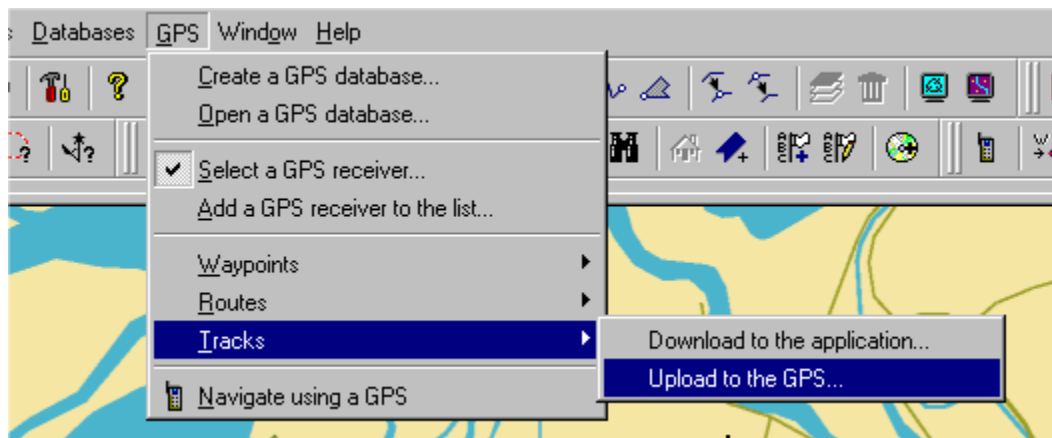 Databases GPS Window Help
Create a GPS database...
Open a GPS database...
Select a GPS receiver...
Add a GPS receiver to the list...
Waypoints
Routes
Tracks
Download to the application...
Upload to the GPS...
Navigate using a GPS